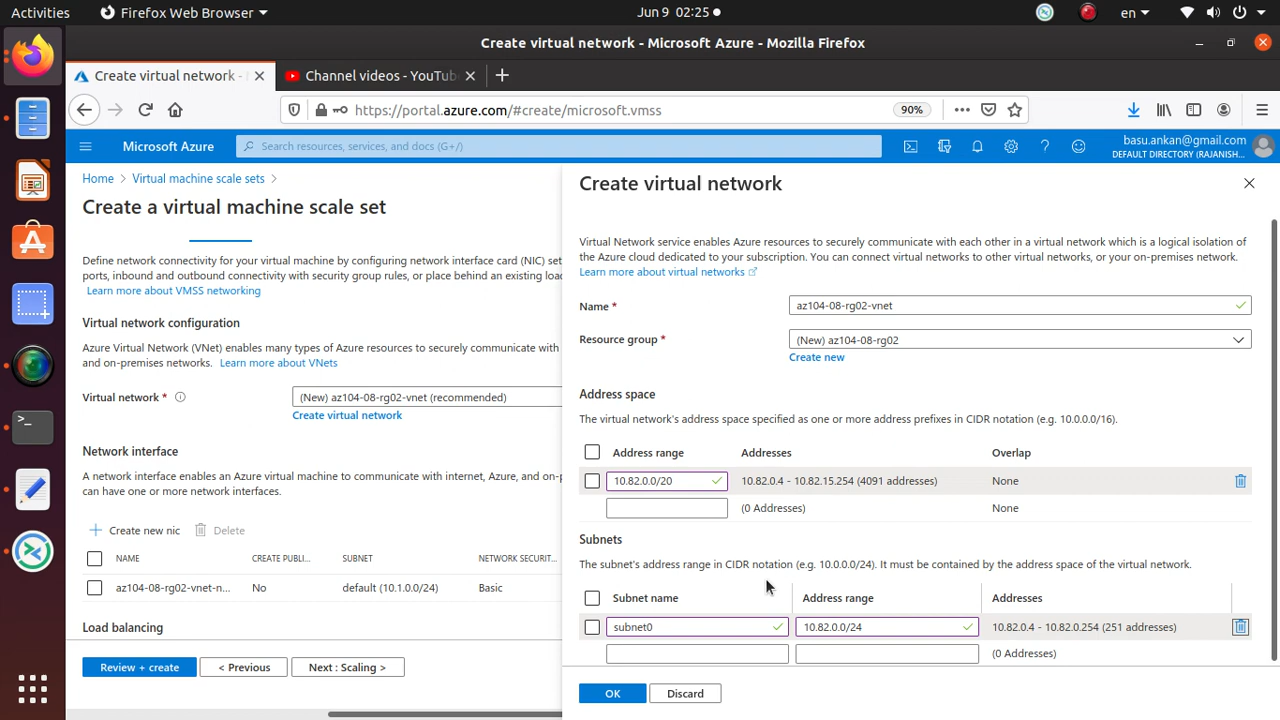 Activities
Firefox Web Browser
Jun 9 02:25
en
Create virtual network - Microsoft Azure - Mozilla Firefox
Create virtual network -
Channel videos - YouTub
https://portal.azure.com/#create/microsoft.vmss
90%
Microsoft Azure
Search resources, services, and docs (G+/)
basu.ankan@gmail.com
DEFAULT DIRECTORY (RAJANISH...
Home > Virtual machine scale sets >
Create a virtual machine scale set
Define network connectivity for your virtual machine by configuring network interface card (NIC) set
ports, inbound and outbound connectivity with security group rules, or place behind an existing load
Learn more about VMSS networking
Virtual network configuration
Azure Virtual Network (VNet) enables many types of Azure resources to securely communicate with
and on-premises networks. Learn more about VNets
Virtual network *
(New) az104-08-rg02-vnet (recommended)
Create virtual network
Network interface
A network interface enables an Azure virtual machine to communicate with internet, Azure, and on-p
can have one or more network interfaces.
Create new nic
Delete
NAME
CREATE PUBLI...
SUBNET
NETWORK SECURIT...
az104-08-rg02-vnet-n...
No
default (10.1.0.0/24)
Basic
Load balancing
Review + create
< Previous
Next : Scaling >
Create virtual network
Virtual Network service enables Azure resources to securely communicate with each other in a virtual network which is a logical isolation of
the Azure cloud dedicated to your subscription. You can connect virtual networks to other virtual networks, or your on-premises network.
Learn more about virtual networks
Name *
az104-08-rg02-vnet
Resource group *
(New) az104-08-rg02
Create new
Address space
The virtual network's address space specified as one or more address prefixes in CIDR notation (e.g. 10.0.0.0/16).
Address range
Addresses
Overlap
10.82.0.0/20
10.82.0.4 - 10.82.15.254 (4091 addresses)
None
(0 Addresses)
None
Subnets
The subnet's address range in CIDR notation (e.g. 10.0.0.0/24). It must be contained by the address space of the virtual network.
Subnet name
Address range
Addresses
subnet0
10.82.0.0/24
10.82.0.4 - 10.82.0.254 (251 addresses)
(0 Addresses)
OK
Discard